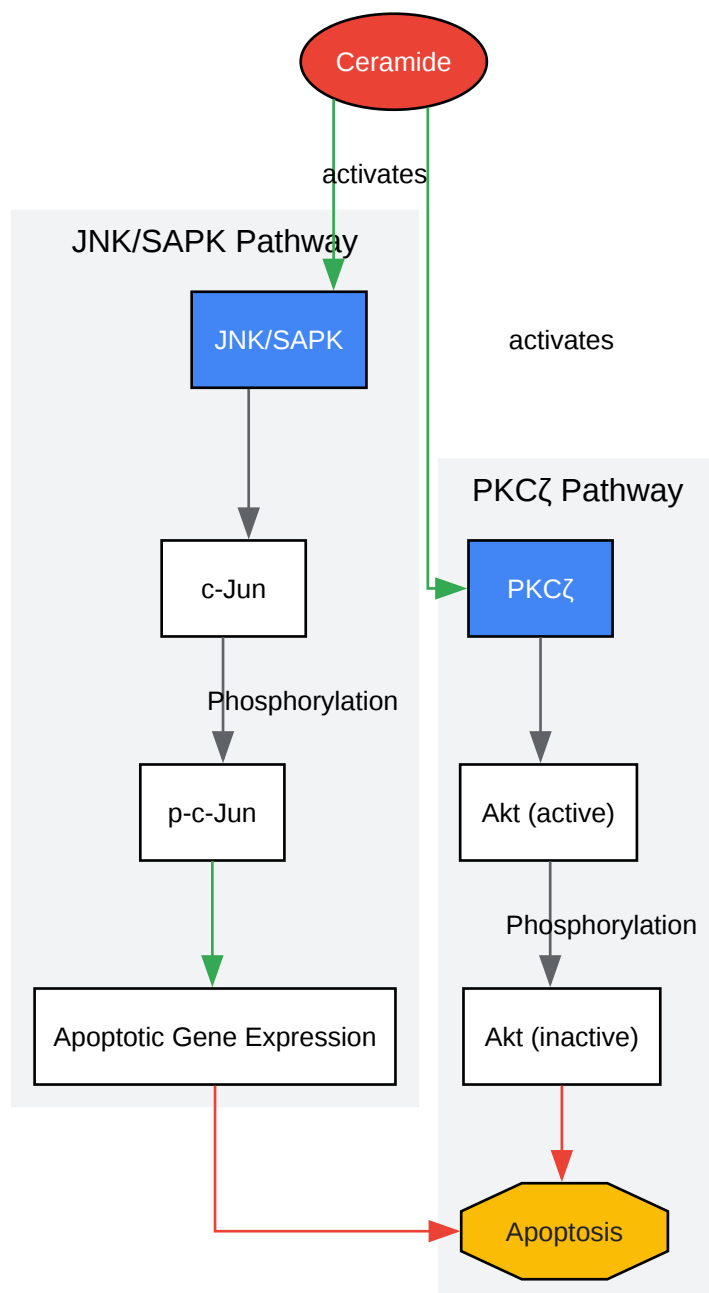 Ceramide
activates
JNK/SAPK Pathway
JNK/SAPK
activates
PKCζ Pathway
c-Jun
PKCζ
Phosphorylation
p-c-Jun
Akt (active)
Phosphorylation
Apoptotic Gene Expression
Akt (inactive)
Apoptosis